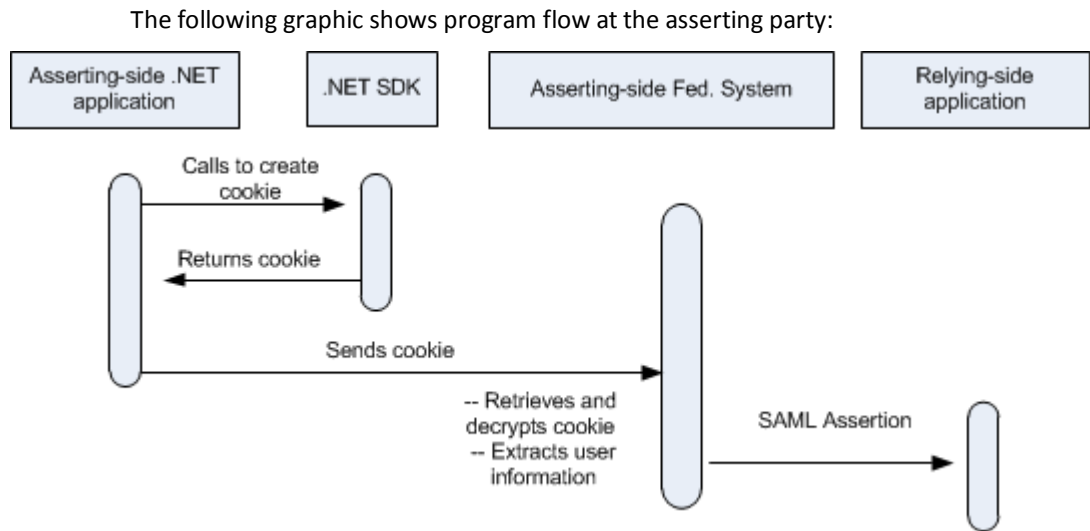 The following graphic shows program flow at the asserting party:
Asserting-side .NET
application
.NET SDK
Asserting-side Fed. System
Relying-side
application
Calls to create
cookie
Returns cookie
Sends cookie
-- Retrieves and
decrypts cookie
-- Extracts user
information
SAML Assertion